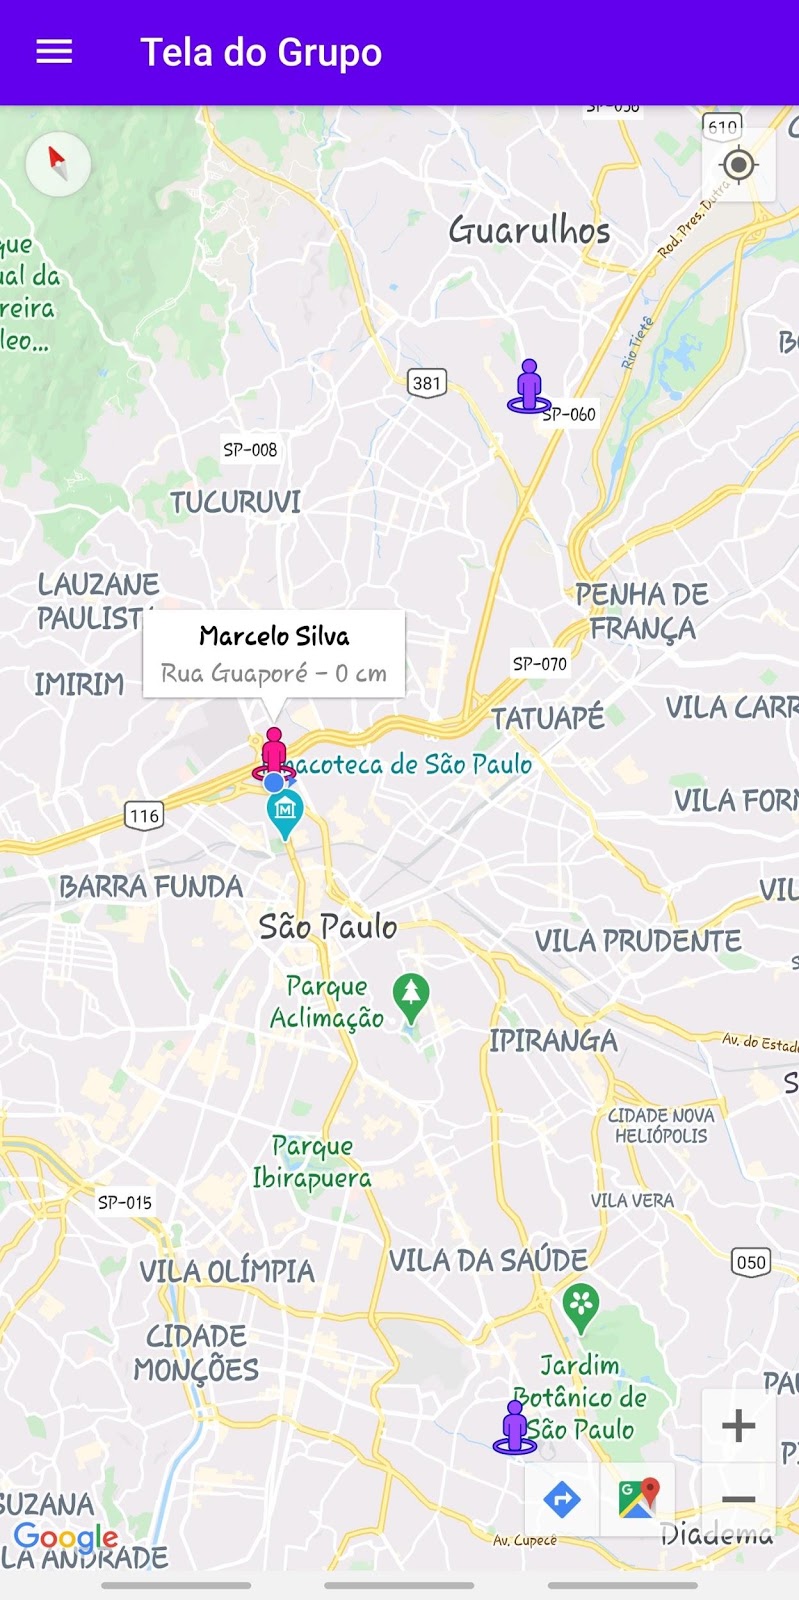 Tela do Grupo
610
Guarulhos
Rod. Pres. Dutra
que
ual da
reira
leo...
Rio Tietê
381
SP-060
SP-008
TUCURUVI
LAUZANE
PAULIST
PENHA DE
FRANÇA
Marcelo Silva
Rua Guaporé - 0 cm
SP-070
IMIRIM
TATUAPÉ
VILA CARR
nacoteca de São Paulo
116
M
VILA FORM
BARRA FUNDA
VIL
São Paulo
VILA PRUDENTE
Parque
Aclimação
IPIRANGA
Av. do Estado
CIDADE NOVA
HELIÓPOLIS
Parque
Ibirapuera
SP-015
VILA VERA
VILA DA SAÚDE
050
VILA OLÍMPIA
CIDADE
MONÇÕES
Jardim
Botânico de
São Paulo
PAU
SUZANA
G
Google
Diadema
Av. Cupecê
LA ANDRADE